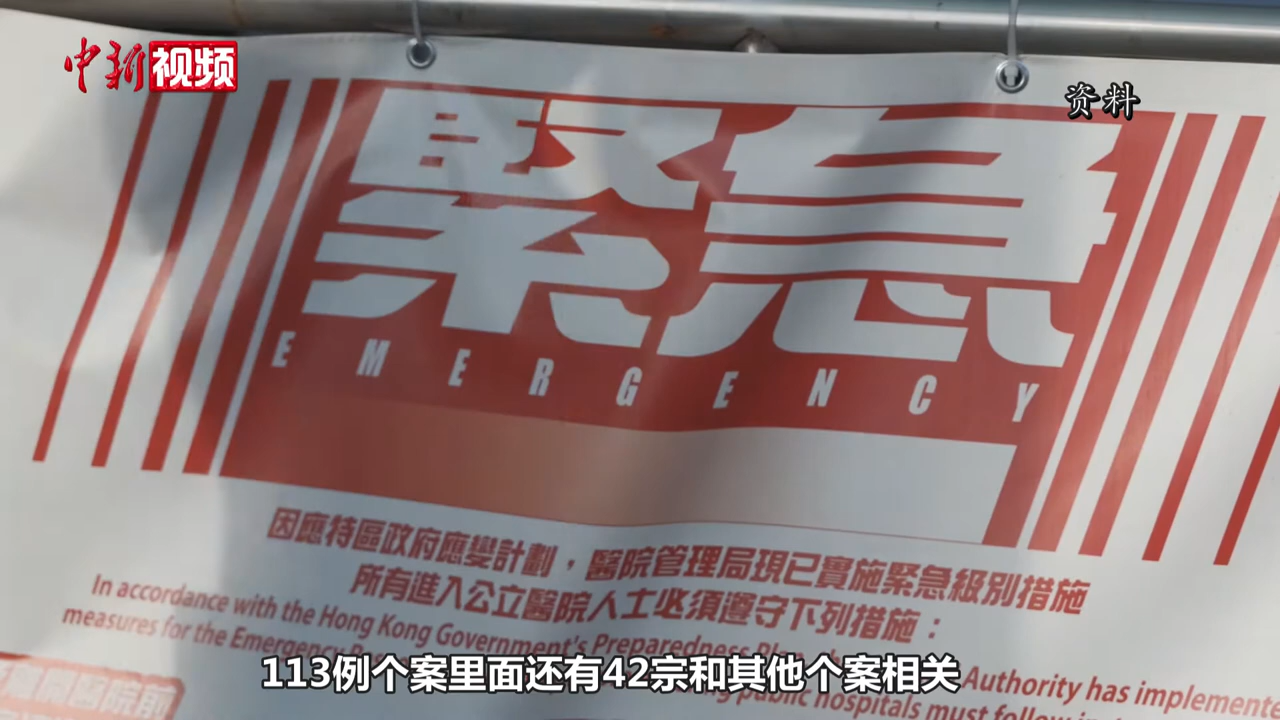 中新视频
资料
緊急
EMERGENCY
因應特區政府應變計劃，醫院管理局現已實施緊急級別措施
所有進入公立醫院人士必須遵守下列措施：
In accordance with the Hong Kong Government's Preparedness Plan Authority has implemente
measures for the Emergency public hospitals must follow
113例个案里面还有42宗和其他个案相关